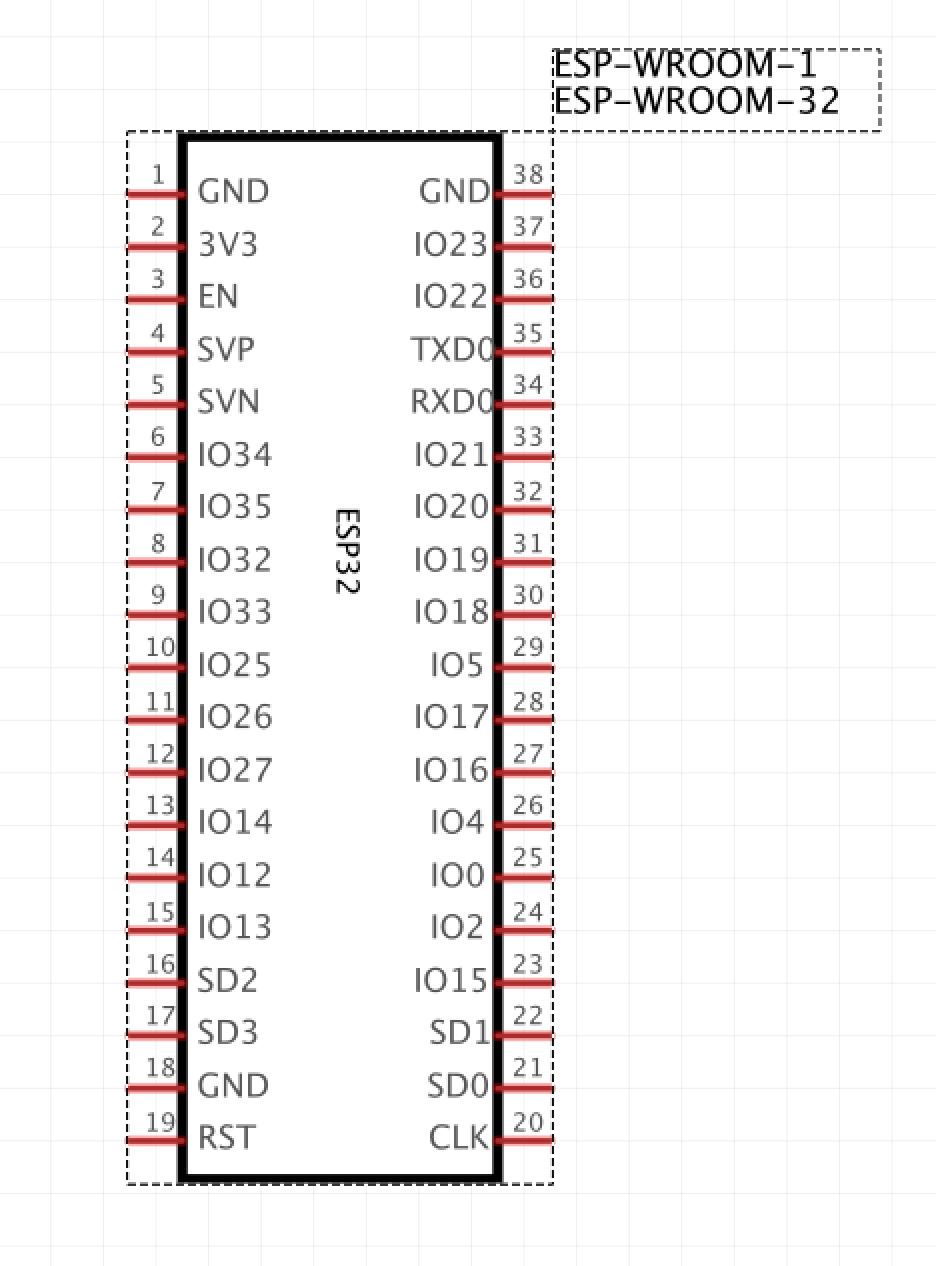 ESP-WROOM-1
ESP-WROOM-32
1 GND GND 38
2 3V3 IO23 37
3 EN IO22 36
4 SVP TXD0 35
5 SVN RXD0 34
6 IO34 IO21 33
7 IO35 IO20 32
8 IO32 IO19 31
9 IO33 IO18 30
10 IO25 IO5 29
11 IO26 IO17 28
12 IO27 IO16 27
13 IO14 IO4 26
14 IO12 IO0 25
15 IO13 IO2 24
16 SD2 IO15 23
17 SD3 SD1 22
18 GND SD0 21
19 RST CLK 20
ESP32